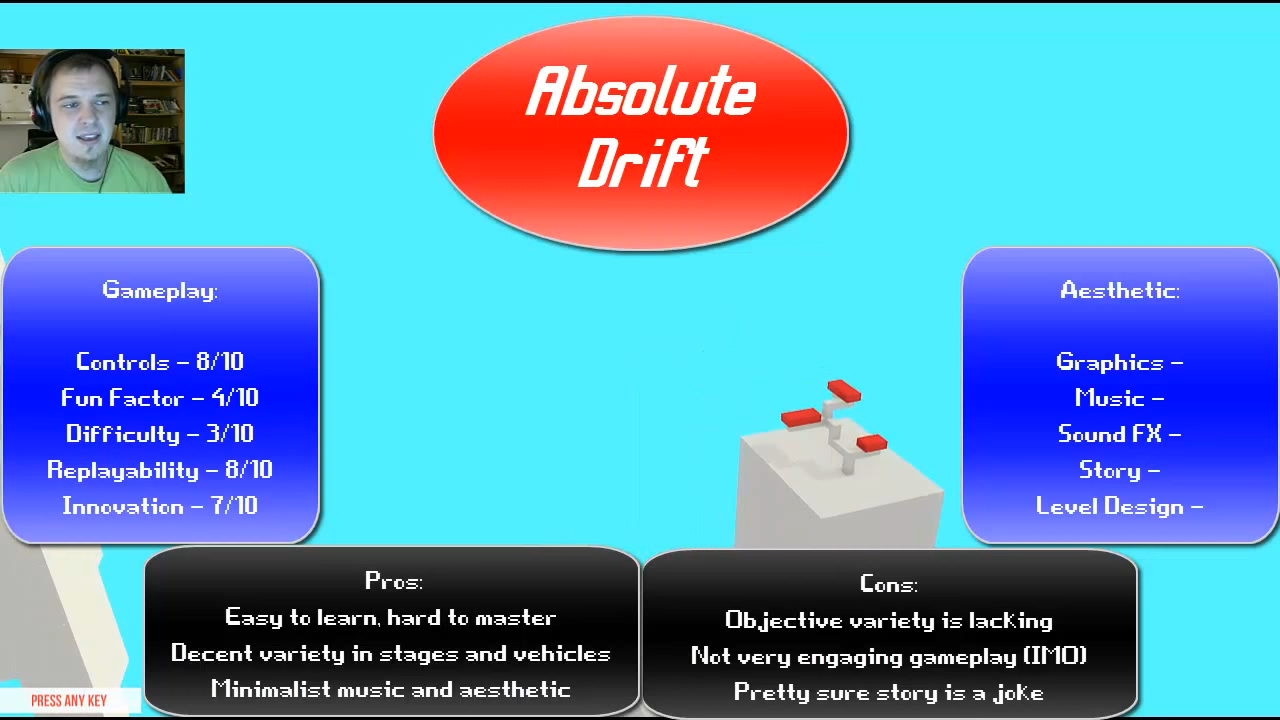 Absolute
Drift
Gameplay:
Controls – 8/10
Fun Factor – 4/10
Difficulty – 3/10
Replayability – 8/10
Innovation – 7/10
Aesthetic:
Graphics –
Music –
Sound FX –
Story –
Level Design –
Pros:
Easy to learn, hard to master
Decent variety in stages and vehicles
Minimalist music and aesthetic
Cons:
Objective variety is lacking
Not very engaging gameplay (IMO)
Pretty sure story is a joke
PRESS ANY KEY